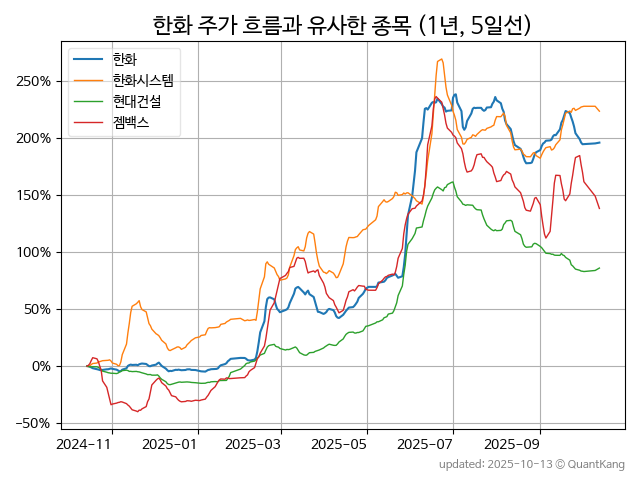 한화 주가 흐름과 유사한 종목 (1년, 5일선)
한화
한화시스템
현대건설
젬백스
250%
200%
150%
100%
50%
0%
−50%
2024-11
2025-01
2025-03
2025-05
2025-07
2025-09
updated: 2025-10-13 © QuantKang